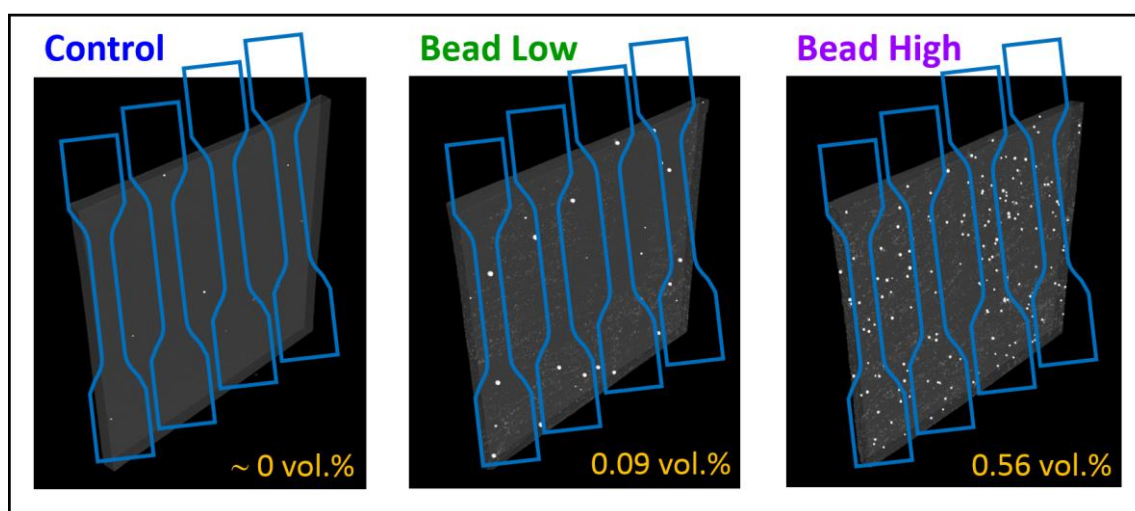 Control
Bead Low
Bead High
~ 0 vol.%
0.09 vol.%
0.56 vol.%